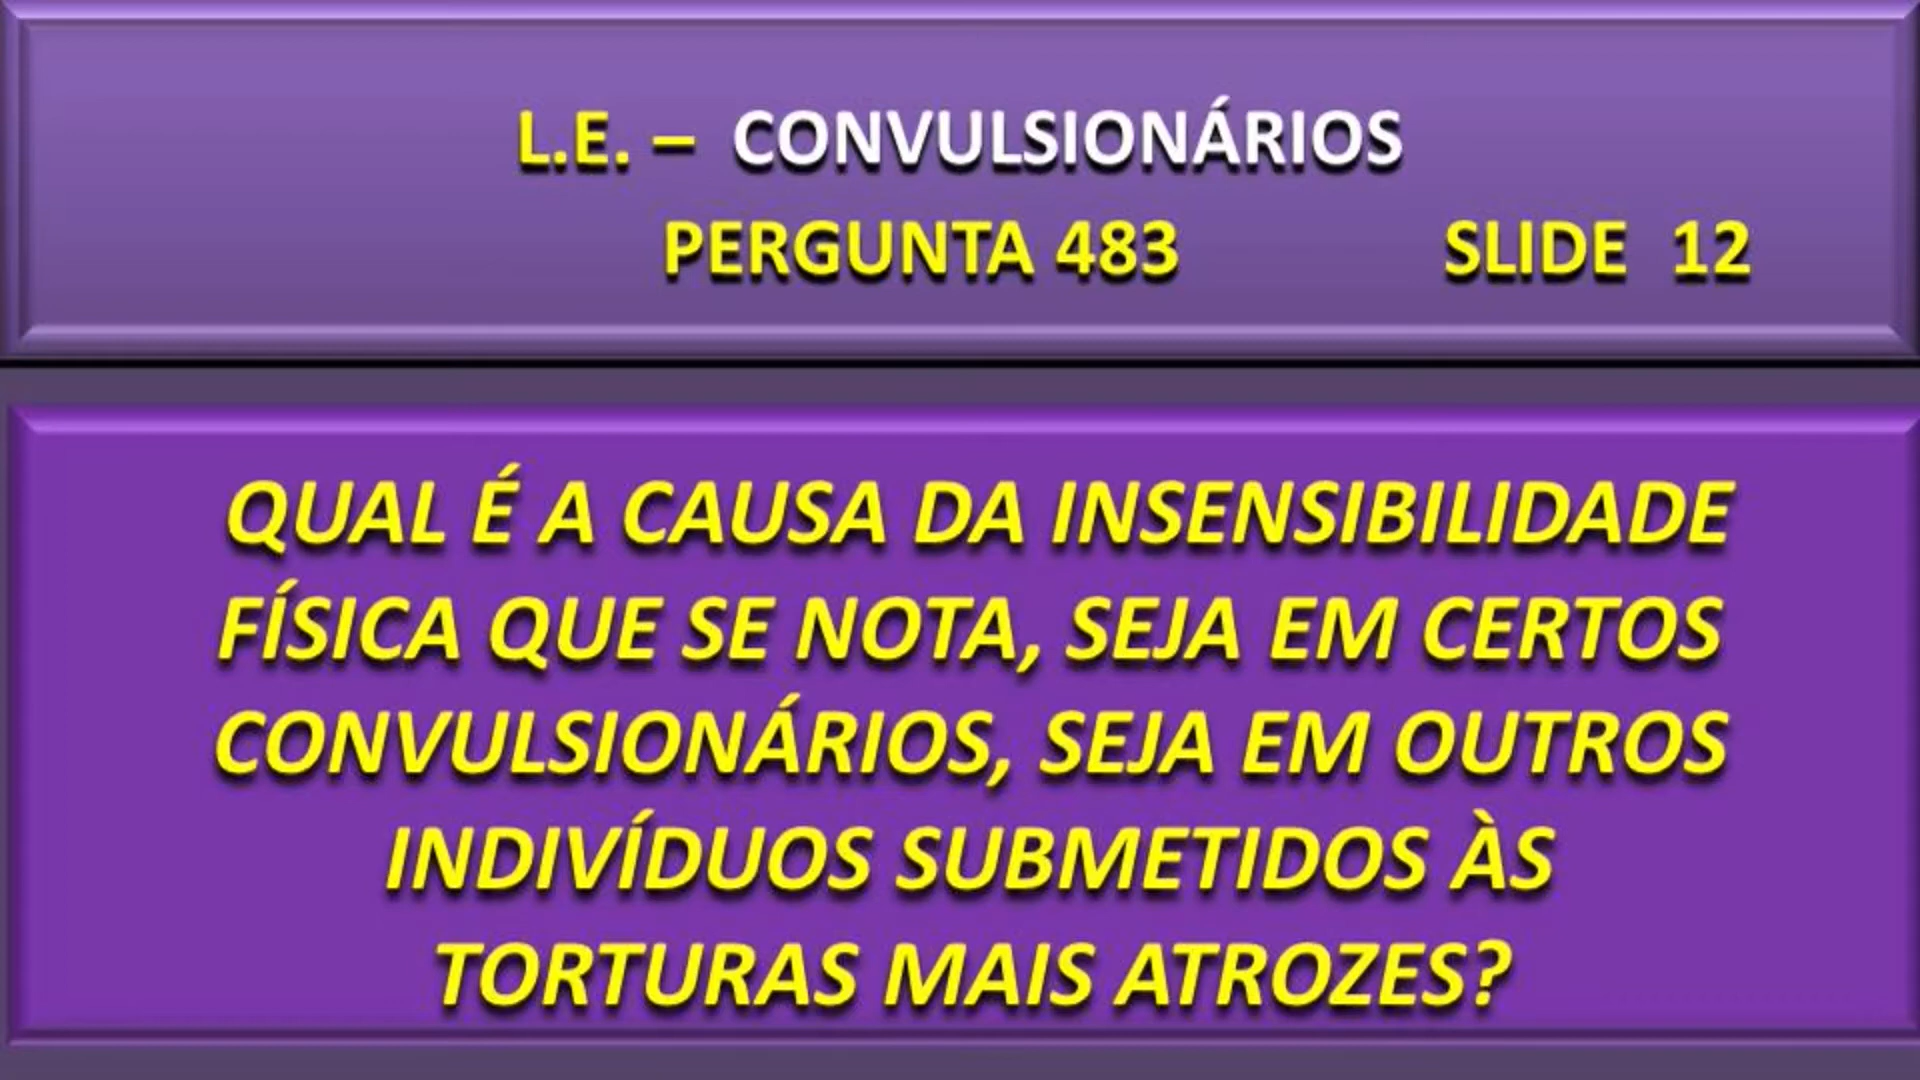 L.E. – CONVULSIONÁRIOS
PERGUNTA 483 SLIDE 12
QUAL É A CAUSA DA INSENSIBILIDADE
FÍSICA QUE SE NOTA, SEJA EM CERTOS
CONVULSIONÁRIOS, SEJA EM OUTROS
INDIVÍDUOS SUBMETIDOS ÀS
TORTURAS MAIS ATROZES?